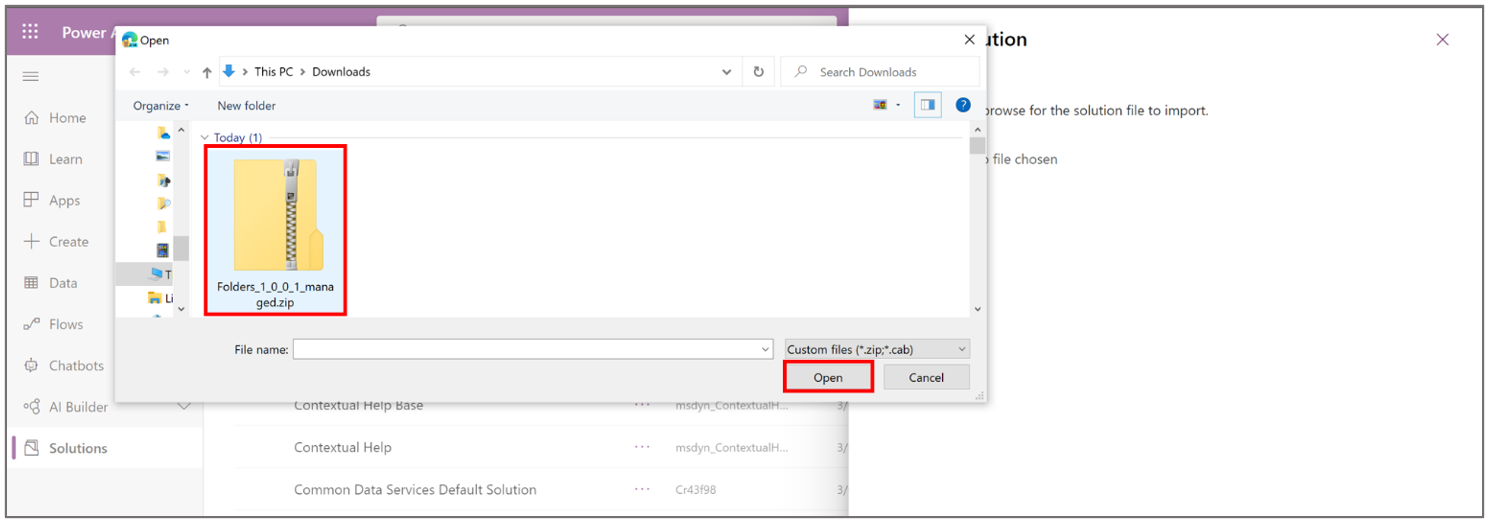 Power A
Open
ution
This PC > Downloads
Search Downloads
Organize
New folder
?
Home
Learn
Apps
Create
Data
Flows
Chatbots
AI Builder
Solutions
Today (1)
Folders_1_0_0_1_mana
ged.zip
T
Li
File name:
Custom files (*.zip;*.cab)
Open
Cancel
browse for the solution file to import.
file chosen
Contextual Help Base
msdyn_ContextualH...
3/
Contextual Help
msdyn_ContextualH...
3/
Common Data Services Default Solution
Cr43f98
3/